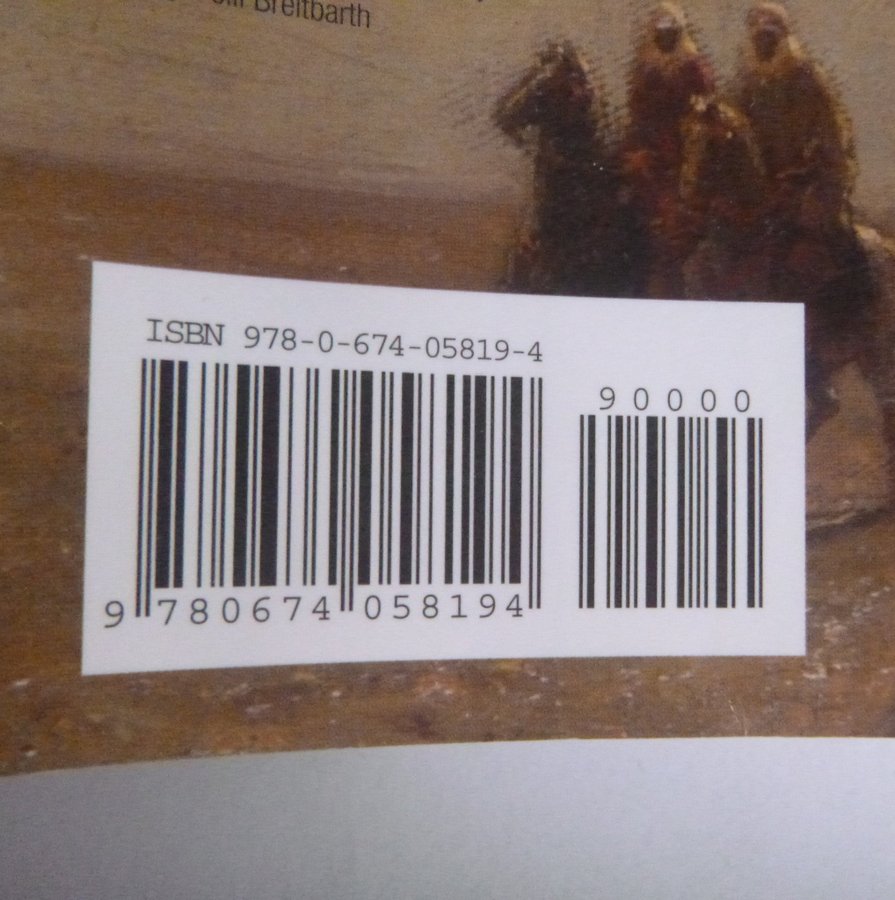 Breitbarth
ISBN 978-0-674-05819-4
90000
9 780674 058194